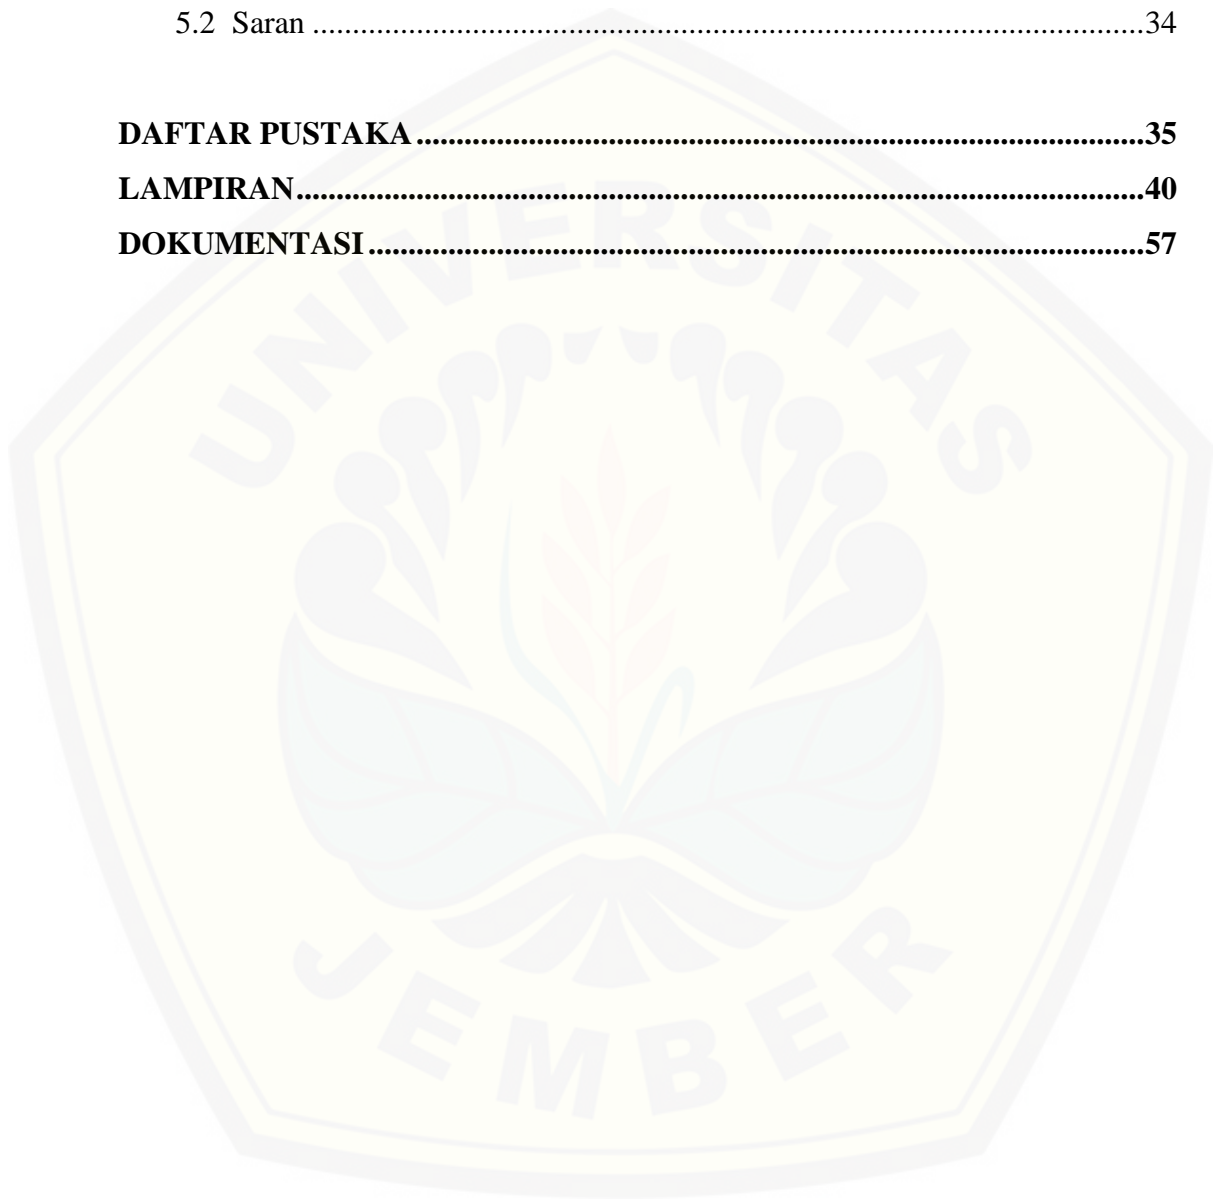 5.2 Saran ..........................................................................................................34
DAFTAR PUSTAKA ...........................................................................................35
LAMPIRAN..........................................................................................................40
DOKUMENTASI .................................................................................................57
UNIVERSITAS
JEMBER